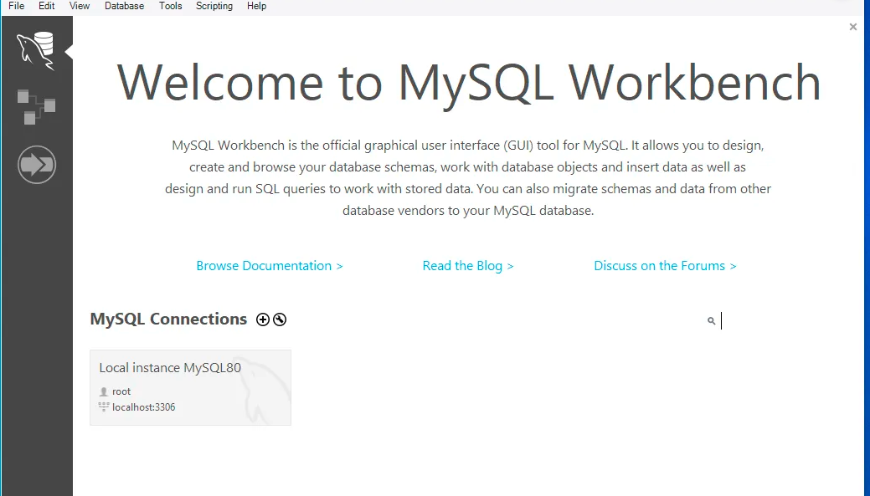 File Edit View Database Tools Scripting Help
Welcome to MySQL Workbench
MySQL Workbench is the official graphical user interface (GUI) tool for MySQL. It allows you to design,
create and browse your database schemas, work with database objects and insert data as well as
design and run SQL queries to work with stored data. You can also migrate schemas and data from other
database vendors to your MySQL database.
Browse Documentation > Read the Blog > Discuss on the Forums >
MySQL Connections
Local instance MySQL80
root
localhost:3306